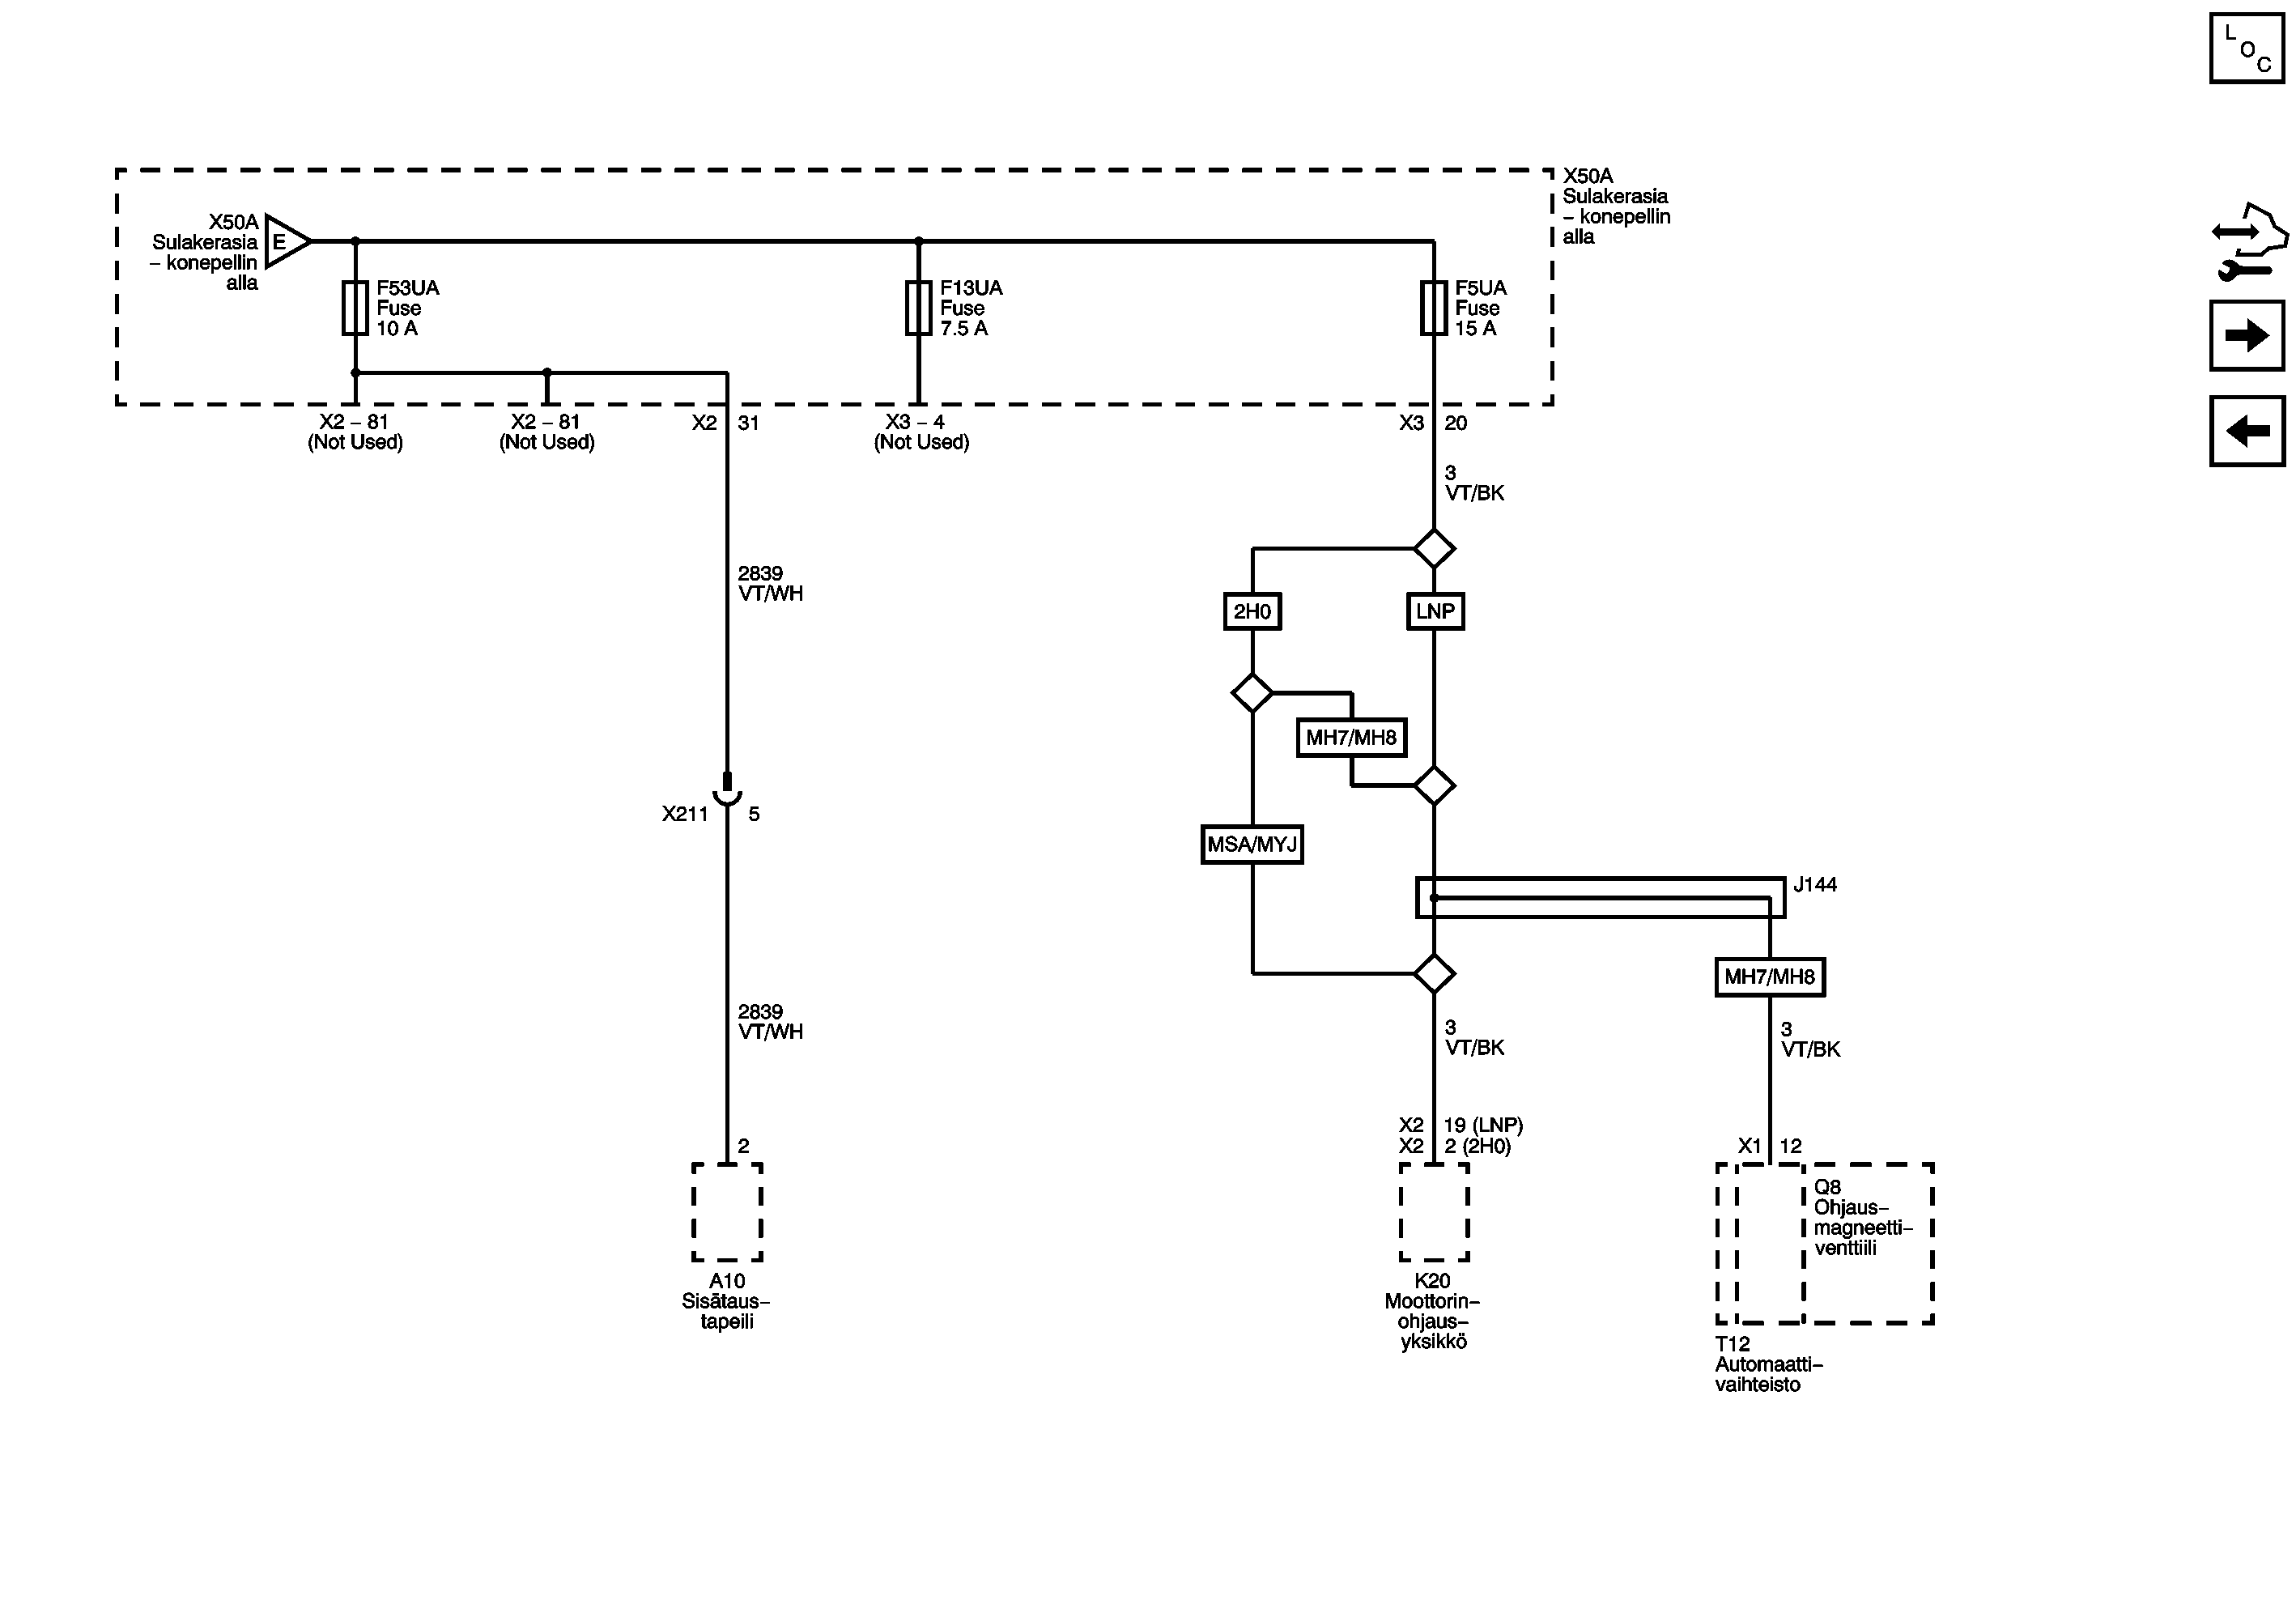 L
O
C
X50A
Sulakerasia
– konepellin
alla
X50A
Sulakerasia
– konepellin
alla
E
F53UA
Fuse
10 A
F13UA
Fuse
7.5 A
F5UA
Fuse
15 A
X2 – 81
(Not Used)
X2 – 81
(Not Used)
X2 31
X3 – 4
(Not Used)
X3 20
3
VT/BK
2839
VT/WH
2H0
LNP
MH7/MH8
X211 5
MSA/MYJ
J144
MH7/MH8
2839
VT/WH
3
VT/BK
3
VT/BK
2
X2 19 (LNP)
X2 2 (2H0)
X1 12
Q8
Ohjaus–
magneetti–
venttiili
A10
Sisätaus–
tapeili
K20
Moottorin–
ohjaus–
yksikkö
T12
Automaatti–
vaihteisto